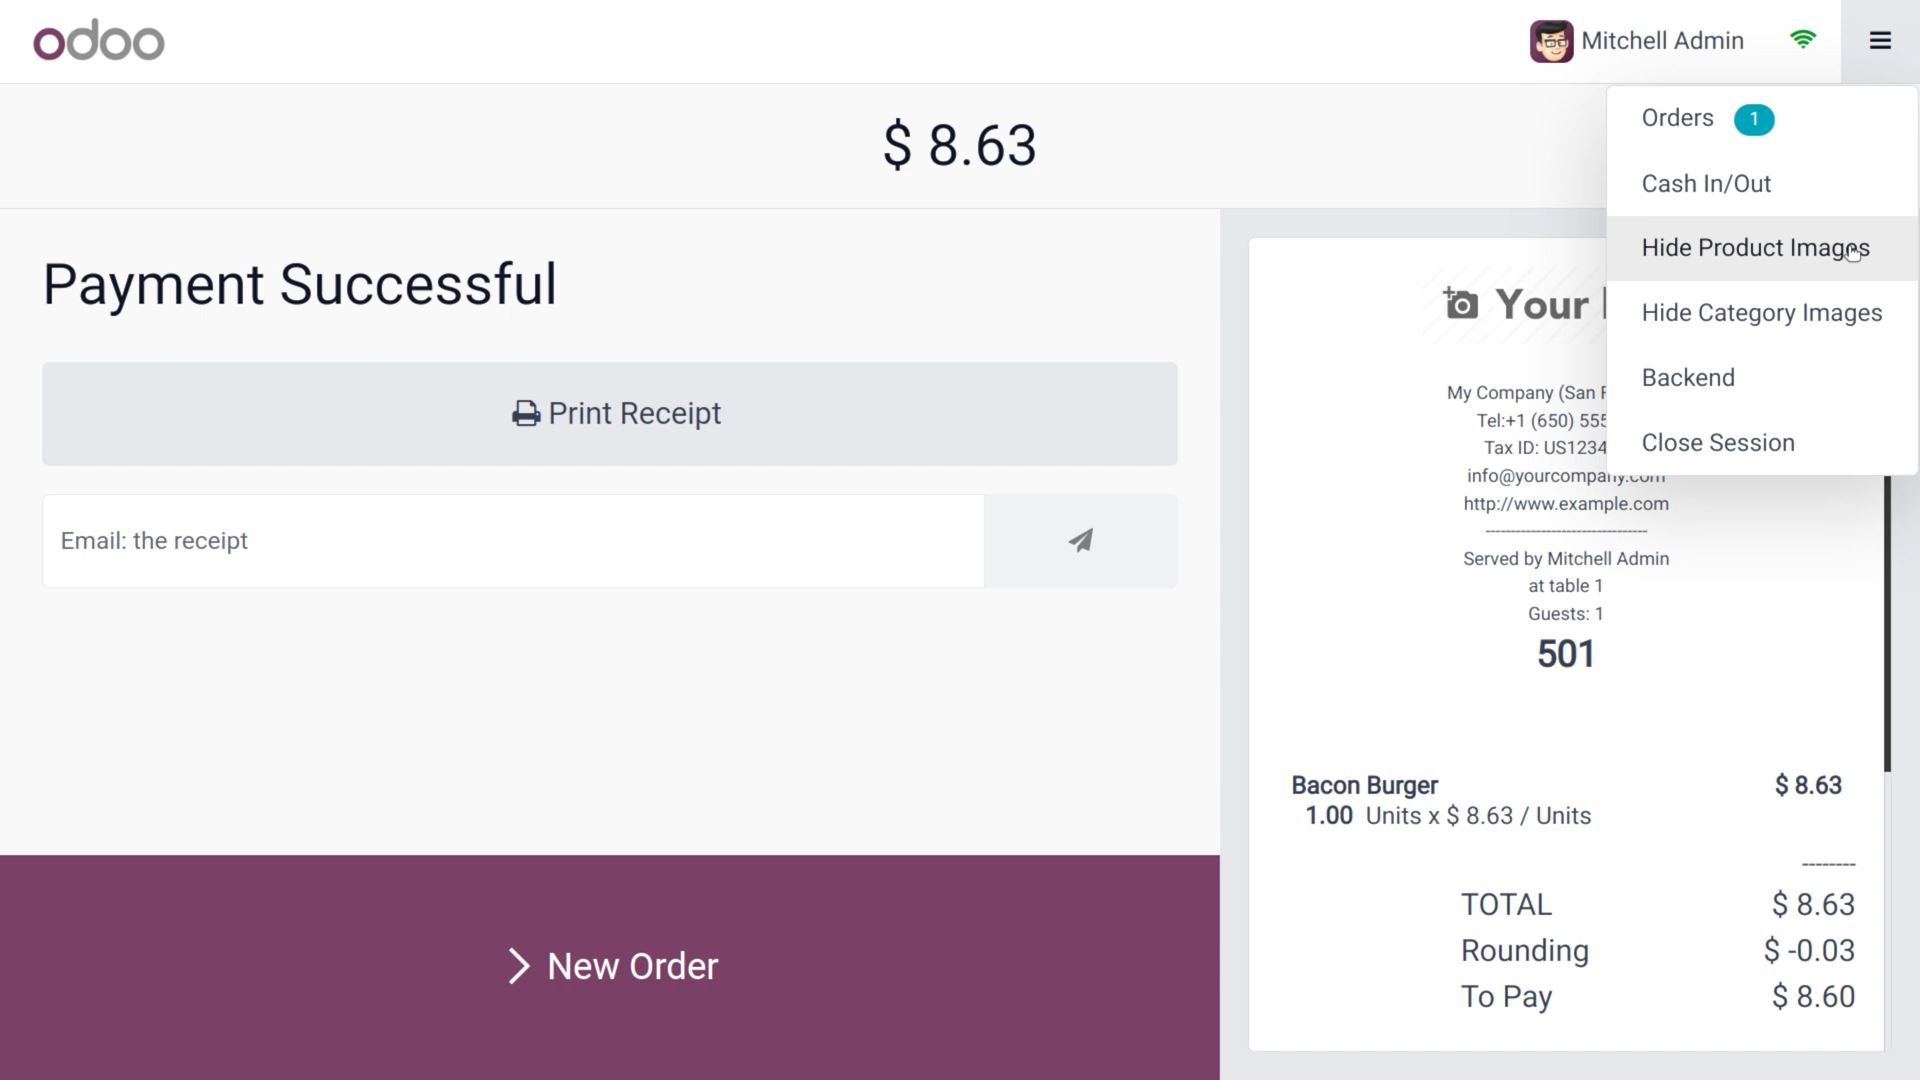 odoo
Mitchell Admin
$ 8.63
Orders 1
Cash In/Out
Hide Product Images
Hide Category Images
Backend
Close Session
Payment Successful
Print Receipt
Email: the receipt
New Order
Your
My Company (San
Tel:+1 (650) 555
Tax ID: US1234
info@yourcompany.com
http://www.example.com
--------------------------------
Served by Mitchell Admin
at table 1
Guests: 1
501
Bacon Burger $ 8.63
1.00 Units x $ 8.63 / Units
--------
TOTAL $ 8.63
Rounding $ -0.03
To Pay $ 8.60